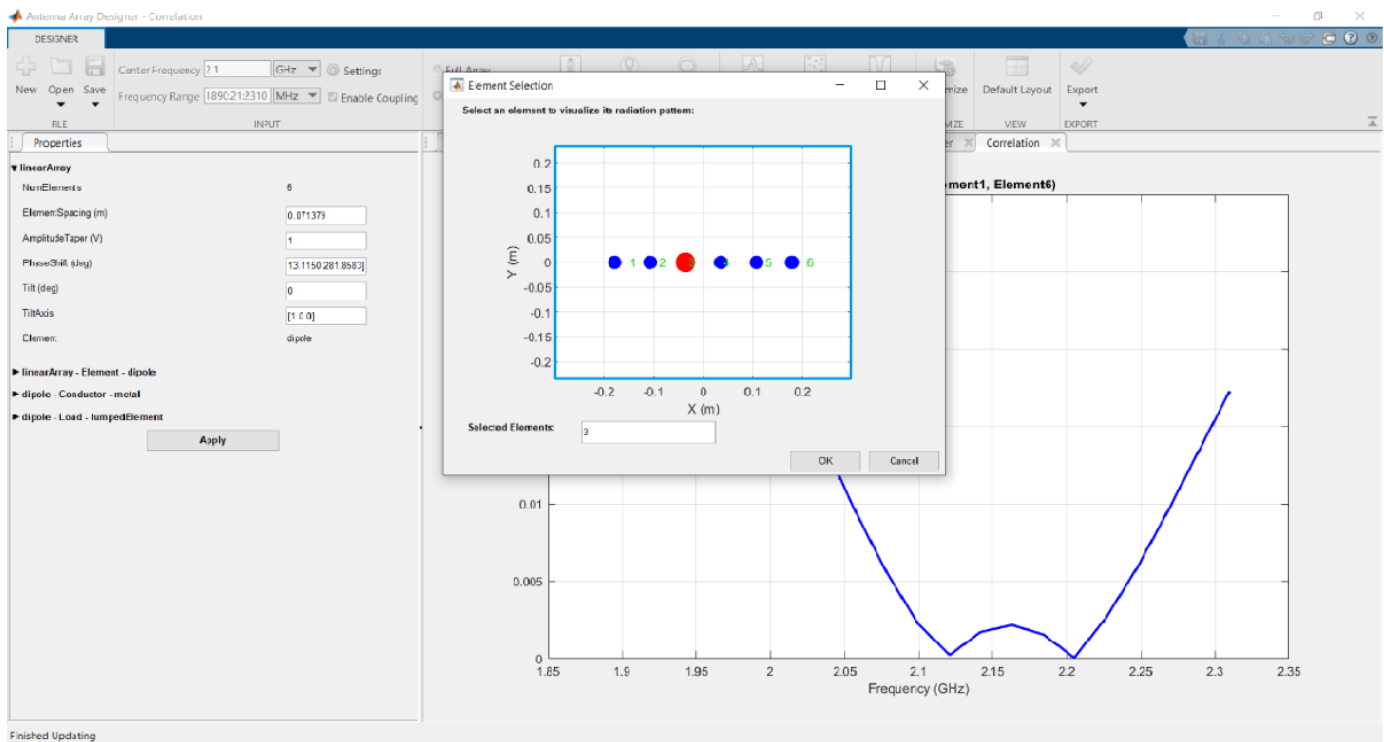 Antenna Array Designer - Correlation
DESIGNER
New Open Save
Center Frequency 2.1 GHz Settings
Frequency Range 1890:21:2310 MHz Enable Coupling
Full Array
Default Layout Export
FILE INPUT VIEW EXPORT
Properties
Correlation
linearArray
NumElements 6
ElementSpacing (m) 0.071379
AmplitudeTaper (V) 1
PhaseShift (deg) 13.1150 281.8583]
Tilt (deg) 0
TiltAxis [1 0 0]
Element: dipole
linearArray - Element - dipole
dipole - Conductor - metal
dipole - Load - lumpedElement
Apply
Element Selection
Select an element to visualize its radiation pattern:
0.2
0.15
0.1
0.05
0
-0.05
-0.1
-0.15
-0.2
Y (m)
1 2 3 4 5 6
-0.2 -0.1 0 0.1 0.2
X (m)
Selected Elements: 3
OK Cancel
ment1, Element6)
0.01
0.005
0
1.85 1.9 1.95 2 2.05 2.1 2.15 2.2 2.25 2.3 2.35
Frequency (GHz)
Finished Updating